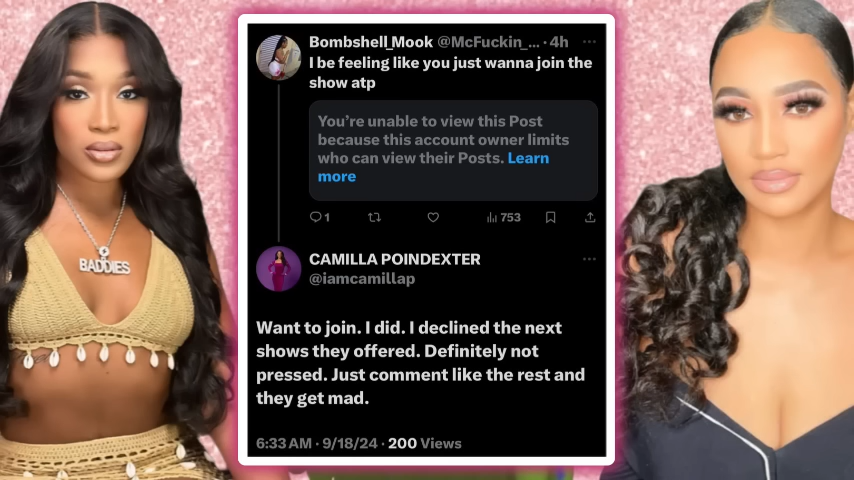 Bombshell_Mook @McFuckin_... · 4h
I be feeling like you just wanna join the
show atp
You're unable to view this Post
because this account owner limits
who can view their Posts. Learn
more
1 753
CAMILLA POINDEXTER
@iamcamillap
Want to join. I did. I declined the next
shows they offered. Definitely not
pressed. Just comment like the rest and
they get mad.
6:33 AM · 9/18/24 · 200 Views
BADDIES